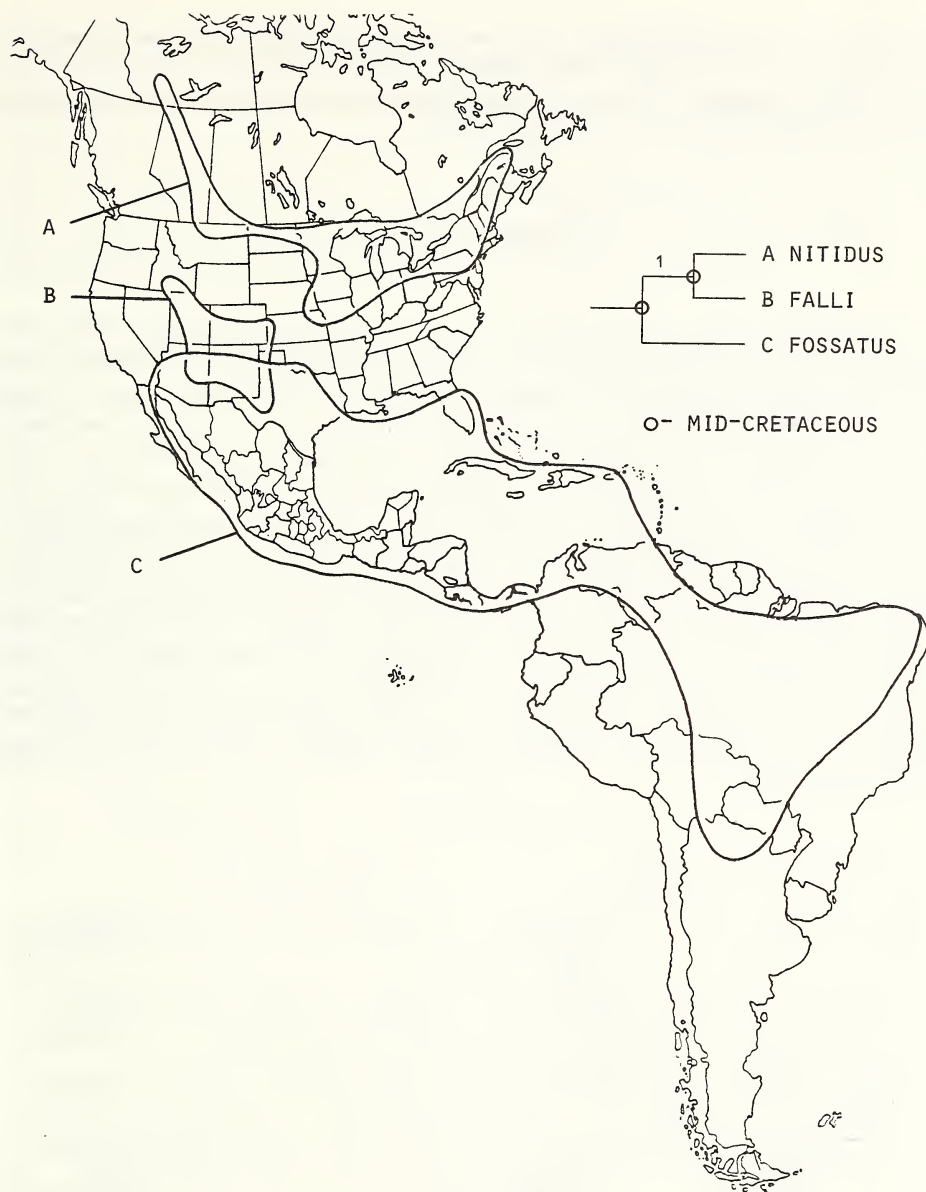 A
B
C
1
A NITIDUS
B FALLI
C FOSSATUS
o- MID-CRETACEOUS